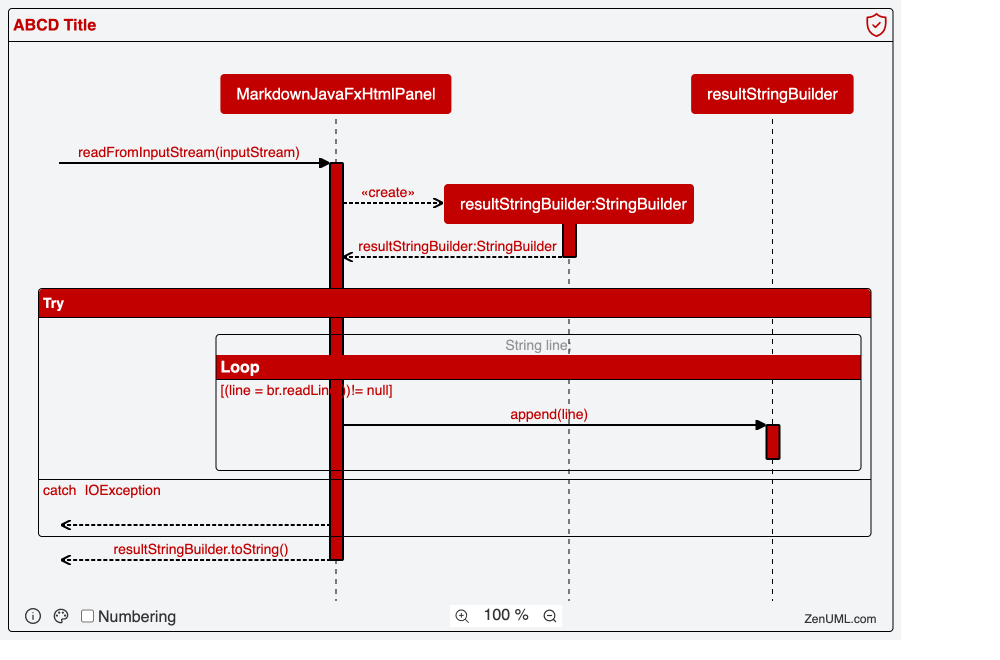 ABCD Title
MarkdownJavaFxHtmlPanel
resultStringBuilder
readFromInputStream(inputStream)
«create»
resultStringBuilder:StringBuilder
resultStringBuilder:StringBuilder
Try
String line;
Loop
[(line = br.readLin )!= null]
append(line)
catch IOException
resultStringBuilder.toString()
Numbering
100 %
ZenUML.com